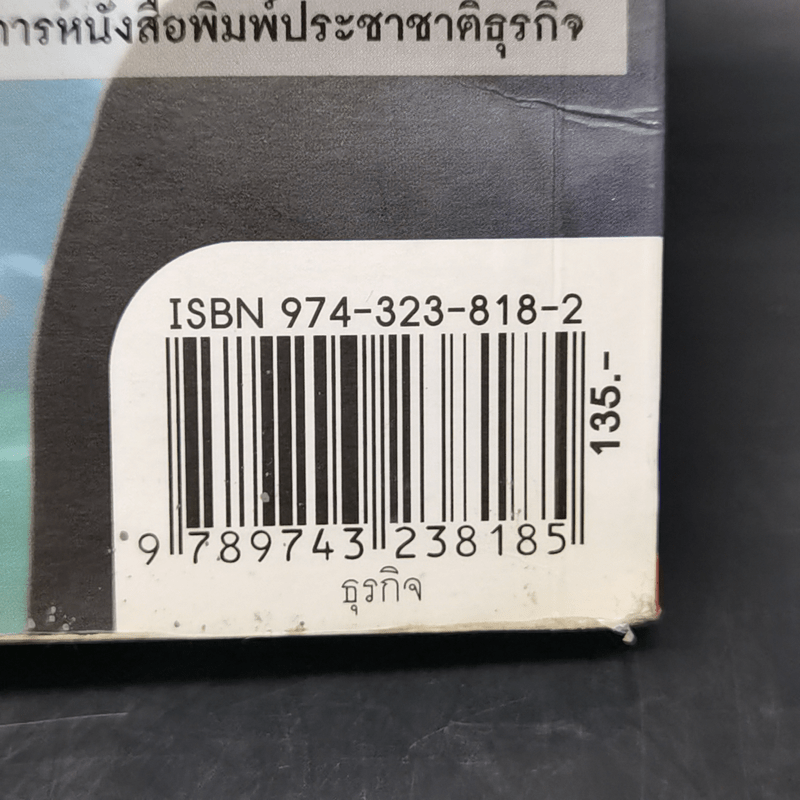 การหนังสือพิมพ์ประชาชาติธุรกิจ
ISBN 974-323-818-2
135.-
9 789743 238185
ธุรกิจ